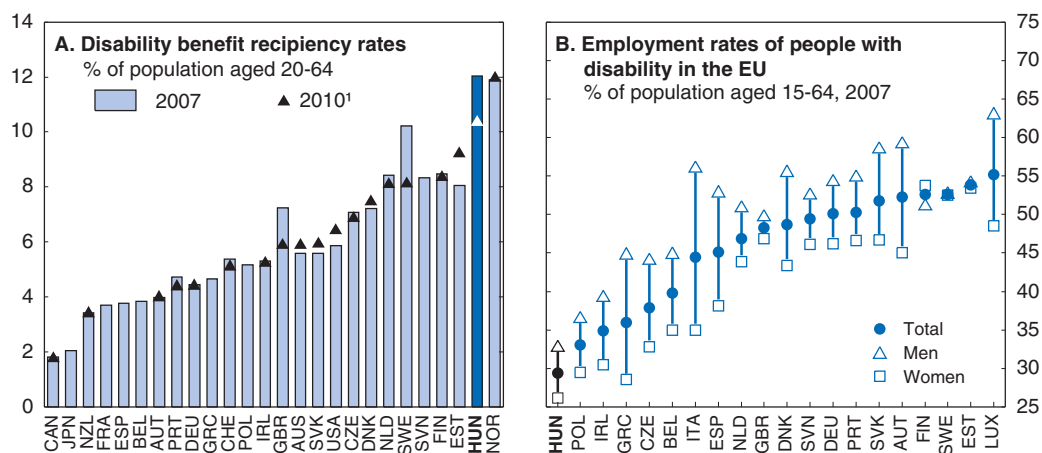 A. Disability benefit recipiency rates
% of population aged 20-64
2007
2010¹
14
12
10
8
6
4
2
0
CAN
JPN
NZL
FRA
ESP
BEL
AUT
PRT
DEU
GRC
CHE
POL
IRL
GBR
AUS
SVK
USA
CZE
DNK
NLD
SWE
SVN
FIN
EST
HUN
NOR
B. Employment rates of people with
disability in the EU
% of population aged 15-64, 2007
75
70
65
60
55
50
45
40
35
30
25
Total
Men
Women
HUN
POL
IRL
GRC
CZE
BEL
ITA
ESP
NLD
GBR
DNK
SVN
DEU
PRT
SVK
AUT
FIN
SWE
EST
LUX